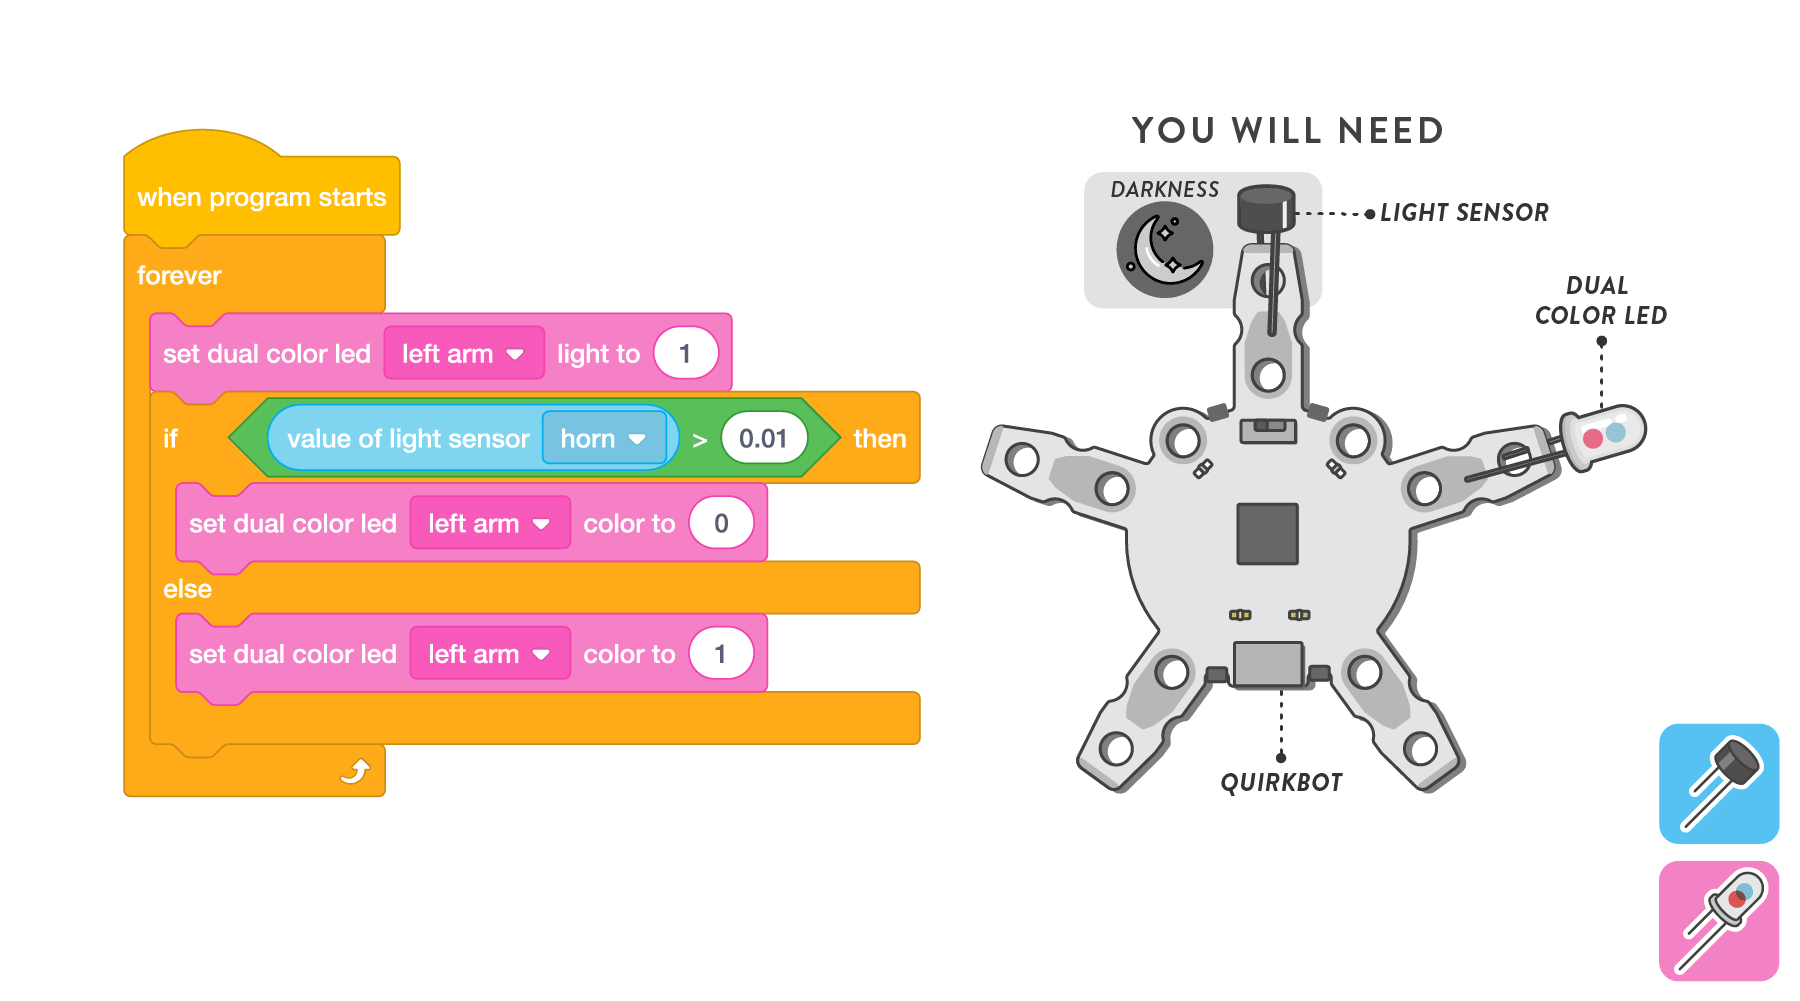 when program starts
forever
set dual color led left arm light to 1
if value of light sensor horn > 0.01 then
set dual color led left arm color to 0
else
set dual color led left arm color to 1
YOU WILL NEED
DARKNESS
LIGHT SENSOR
DUAL
COLOR LED
QUIRKBOT